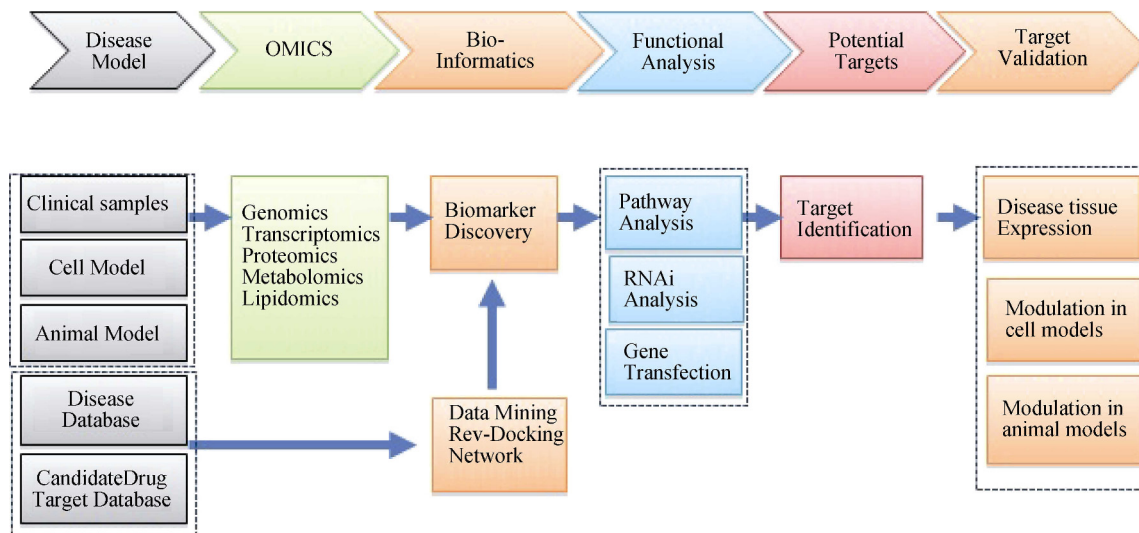 Disease
Model
OMICS
Bio-
Informatics
Functional
Analysis
Potential
Targets
Target
Validation
Clinical samples
Cell Model
Animal Model
Disease
Database
CandidateDrug
Target Database
Genomics
Transcriptomics
Proteomics
Metabolomics
Lipidomics
Biomarker
Discovery
Data Mining
Rev-Docking
Network
Pathway
Analysis
RNAi
Analysis
Gene
Transfection
Target
Identification
Disease tissue
Expression
Modulation in
cell models
Modulation in
animal models